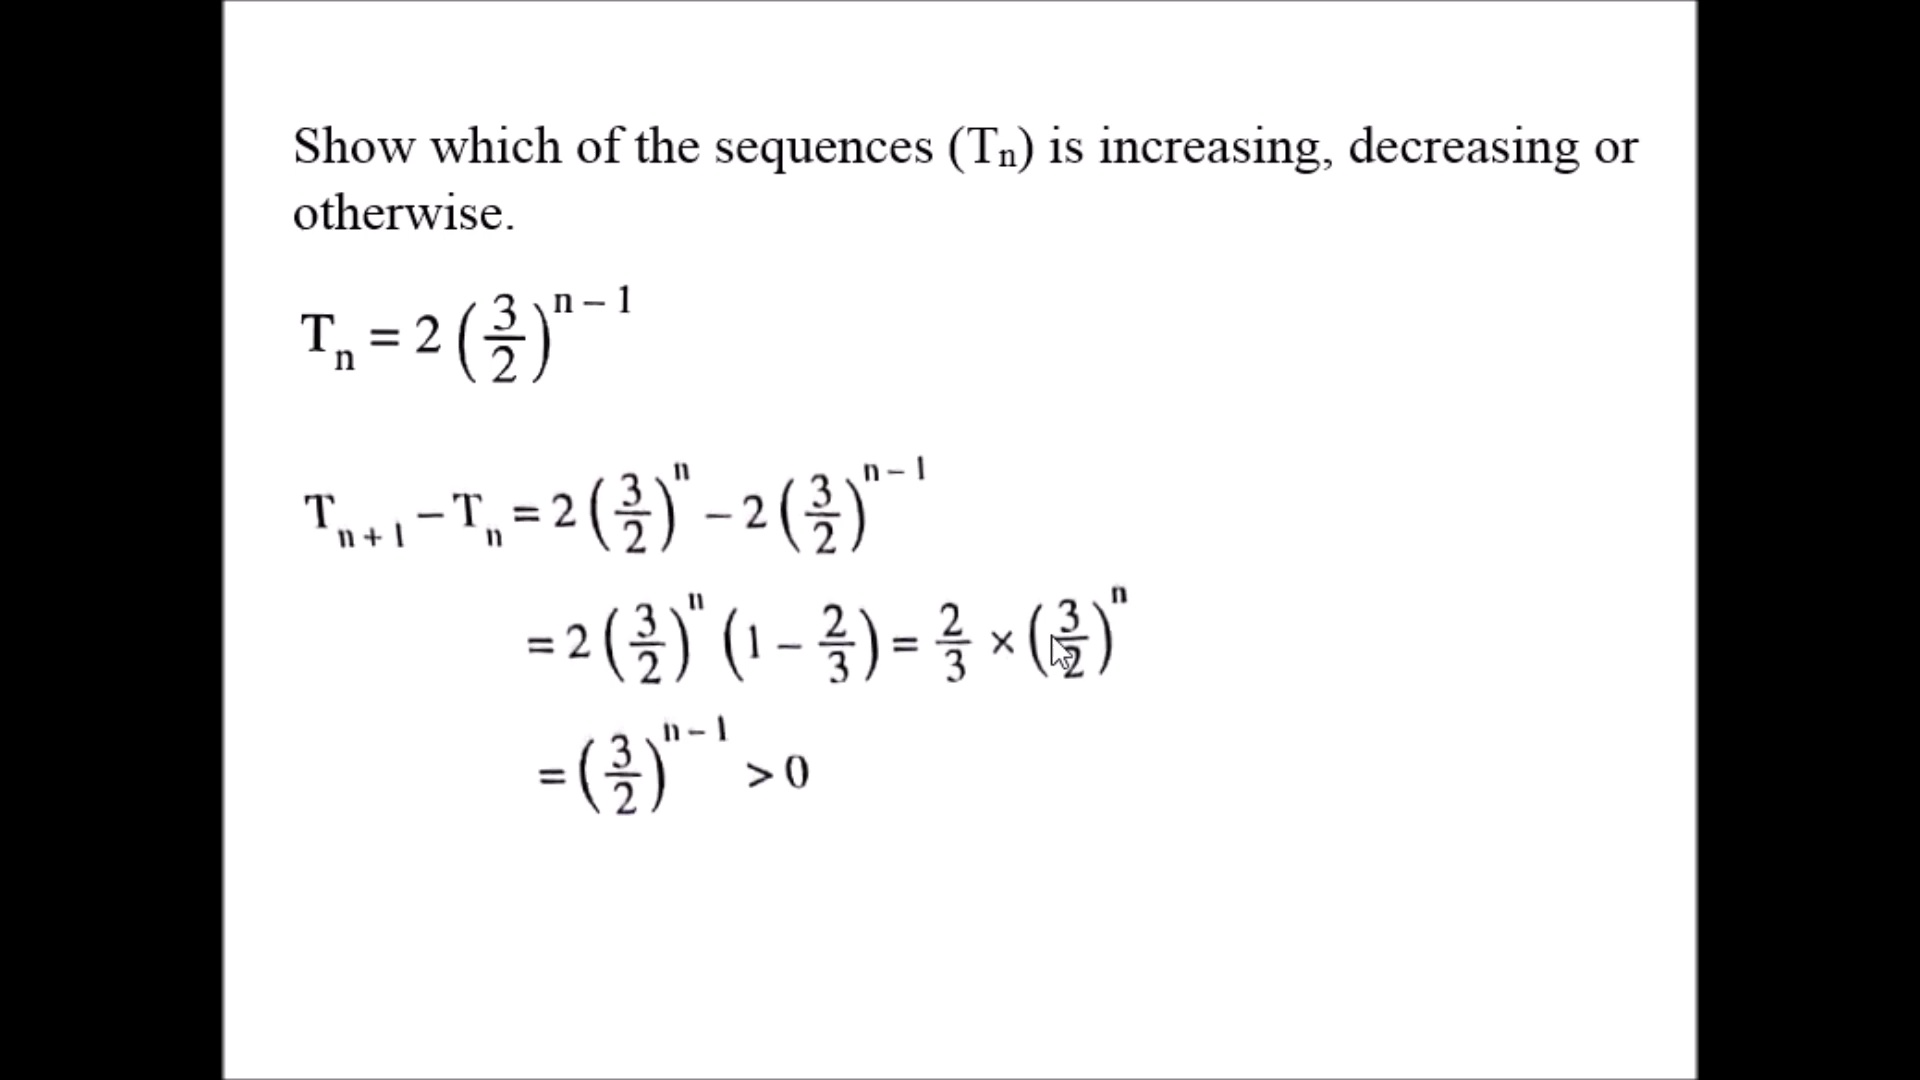 Show which of the sequences (Tₙ) is increasing, decreasing or
otherwise.
Tₙ = 2 (3/2)ⁿ⁻¹
Tₙ₊₁ − Tₙ = 2 (3/2)ⁿ − 2 (3/2)ⁿ⁻¹
= 2 (3/2)ⁿ (1 − 2/3) = 2/3 × (3/2)ⁿ
= (3/2)ⁿ⁻¹ > 0